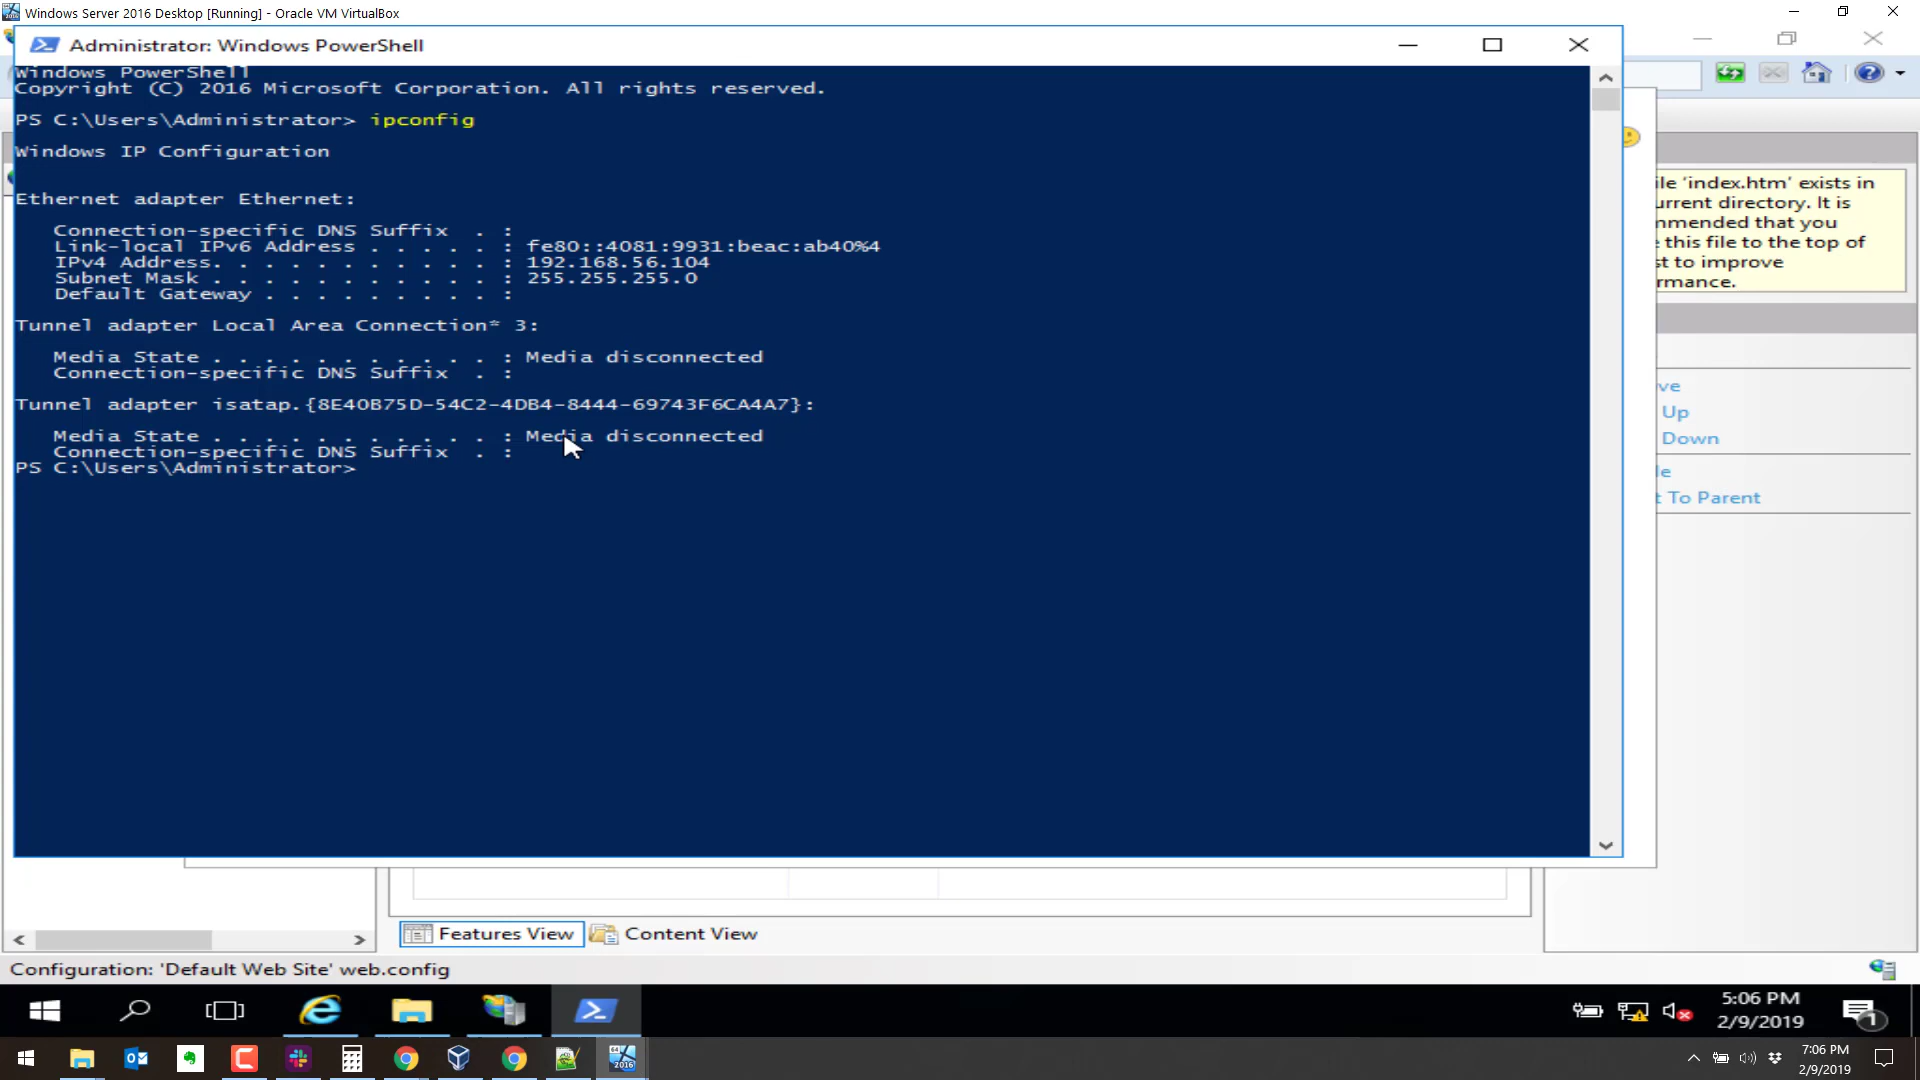 Windows Server 2016 Desktop [Running] - Oracle VM VirtualBox
Administrator: Windows PowerShell
Windows PowerShell
Copyright (C) 2016 Microsoft Corporation. All rights reserved.
PS C:\Users\Administrator> ipconfig
Windows IP Configuration
Ethernet adapter Ethernet:
Connection-specific DNS Suffix . :
Link-local IPv6 Address . . . . . : fe80::4081:9931:beac:ab40%4
IPv4 Address. . . . . . . . . . . : 192.168.56.104
Subnet Mask . . . . . . . . . . . : 255.255.255.0
Default Gateway . . . . . . . . . :
Tunnel adapter Local Area Connection* 3:
Media State . . . . . . . . . . . : Media disconnected
Connection-specific DNS Suffix . :
Tunnel adapter isatap.{8E40B75D-54C2-4DB4-8444-69743F6CA4A7}:
Media State . . . . . . . . . . . : Media disconnected
Connection-specific DNS Suffix . :
PS C:\Users\Administrator>
ile 'index.htm' exists in
urrent directory. It is
mmended that you
e this file to the top of
st to improve
rmance.
ve
Up
Down
le
t To Parent
Features View
Content View
Configuration: 'Default Web Site' web.config
5:06 PM
2/9/2019
1
7:06 PM
2/9/2019